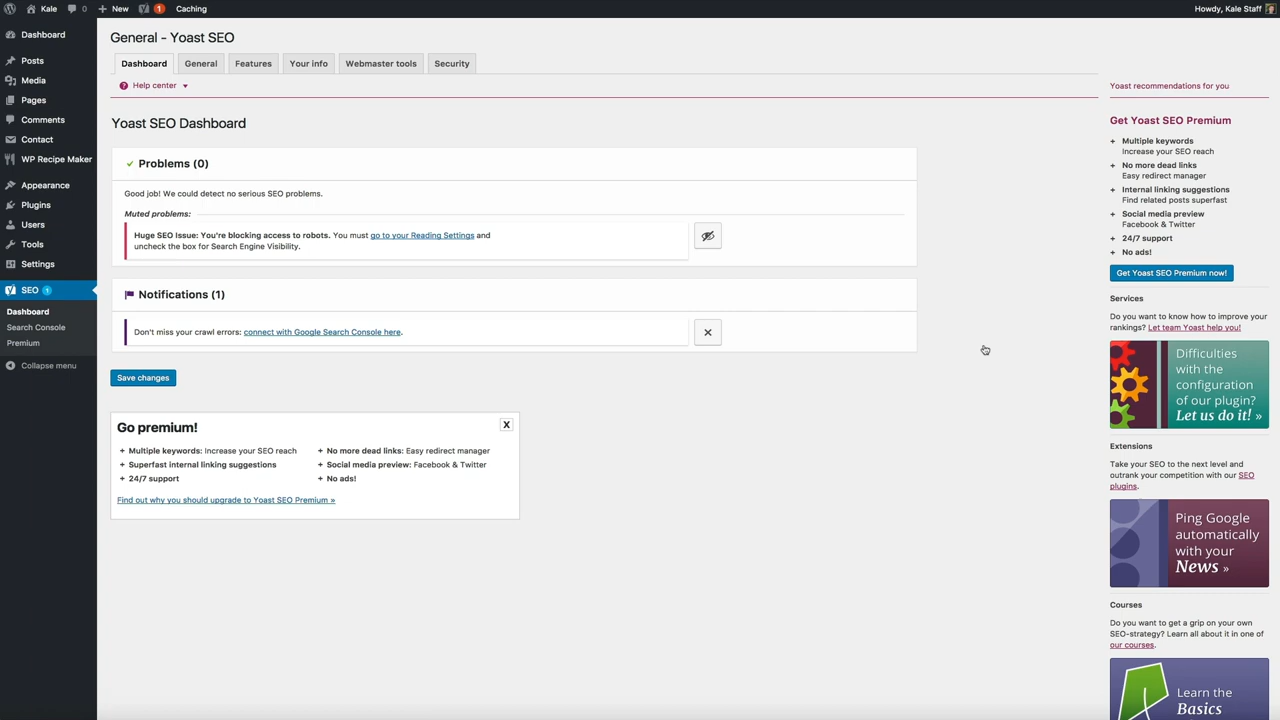 Kale
0
New
1
Caching
Howdy, Kale Staff
Dashboard
Posts
Media
Pages
Comments
Contact
WP Recipe Maker
Appearance
Plugins
Users
Tools
Settings
SEO 1
Dashboard
Search Console
Premium
Collapse menu
General - Yoast SEO
Dashboard
General
Features
Your info
Webmaster tools
Security
Help center
Yoast SEO Dashboard
Problems (0)
Good job! We could detect no serious SEO problems.
Muted problems:
Huge SEO Issue: You're blocking access to robots. You must go to your Reading Settings and
uncheck the box for Search Engine Visibility.
Notifications (1)
Don't miss your crawl errors: connect with Google Search Console here.
Save changes
Go premium!
X
+ Multiple keywords: Increase your SEO reach
+ Superfast internal linking suggestions
+ 24/7 support
+ No more dead links: Easy redirect manager
+ Social media preview: Facebook & Twitter
+ No ads!
Find out why you should upgrade to Yoast SEO Premium »
Yoast recommendations for you
Get Yoast SEO Premium
+ Multiple keywords
Increase your SEO reach
+ No more dead links
Easy redirect manager
+ Internal linking suggestions
Find related posts superfast
+ Social media preview
Facebook & Twitter
+ 24/7 support
+ No ads!
Get Yoast SEO Premium now!
Services
Do you want to know how to improve your
rankings? Let team Yoast help you!
Difficulties
with the
configuration
of our plugin?
Let us do it! »
Extensions
Take your SEO to the next level and
outrank your competition with our SEO
plugins.
Ping Google
automatically
with your
News »
Courses
Do you want to get a grip on your own
SEO-strategy? Learn all about it in one of
our courses.
Learn the
Basics